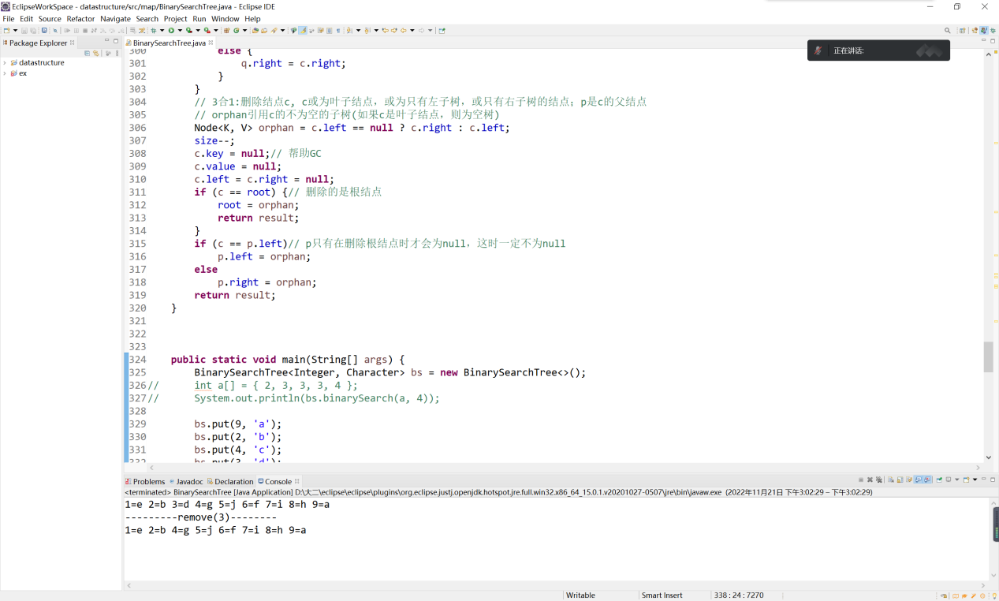 EclipseWorkSpace - datastructure/src/map/BinarySearchTree.java - Eclipse IDE
File Edit Source Refactor Navigate Search Project Run Window Help
Package Explorer
BinarySearchTree.java
datastructure
ex
正在讲话:
300 else {
301 q.right = c.right;
302 }
303 }
304 // 3合1:删除结点c, c或为叶子结点，或为只有左子树，或只有右子树的结点；p是c的父结点
305 // orphan引用c的不为空的子树(如果c是叶子结点，则为空树)
306 Node<K, V> orphan = c.left == null ? c.right : c.left;
307 size--;
308 c.key = null;// 帮助GC
309 c.value = null;
310 c.left = c.right = null;
311 if (c == root) {// 删除的是根结点
312 root = orphan;
313 return result;
314 }
315 if (c == p.left)// p只有在删除根结点时才会为null，这时一定不为null
316 p.left = orphan;
317 else
318 p.right = orphan;
319 return result;
320 }
321
322
323
324 public static void main(String[] args) {
325 BinarySearchTree<Integer, Character> bs = new BinarySearchTree<>();
326 // int a[] = { 2, 3, 3, 3, 4 };
327 // System.out.println(bs.binarySearch(a, 4));
328
329 bs.put(9, 'a');
330 bs.put(2, 'b');
331 bs.put(4, 'c');
332 bs.put(3, 'd');
Problems Javadoc Declaration Console
<terminated> BinarySearchTree [Java Application] D:\大二\eclipse\eclipse\plugins\org.eclipse.justj.openjdk.hotspot.jre.full.win32.x86_64_15.0.1.v20201027-0507\jre\bin\javaw.exe (2022年11月21日 下午3:02:29 – 下午3:02:29)
1=e 2=b 3=d 4=g 5=j 6=f 7=i 8=h 9=a
---------remove(3)--------
1=e 2=b 4=g 5=j 6=f 7=i 8=h 9=a
Writable
Smart Insert
338 : 24 : 7270